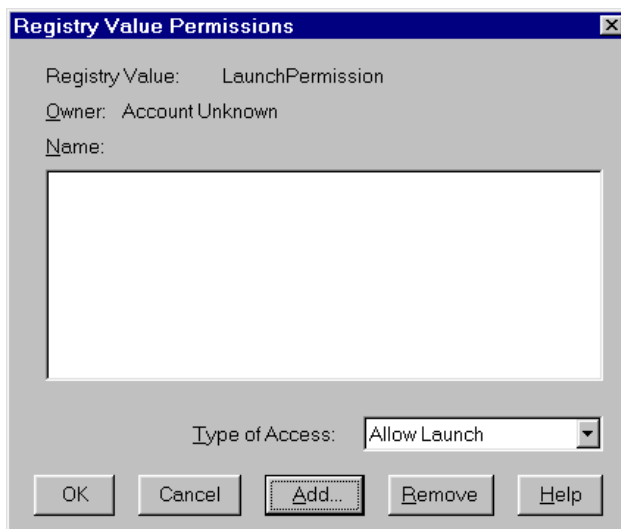 Registry Value Permissions
Registry Value: LaunchPermission
Owner: Account Unknown
Name:
Type of Access: Allow Launch
OK Cancel Add... Remove Help